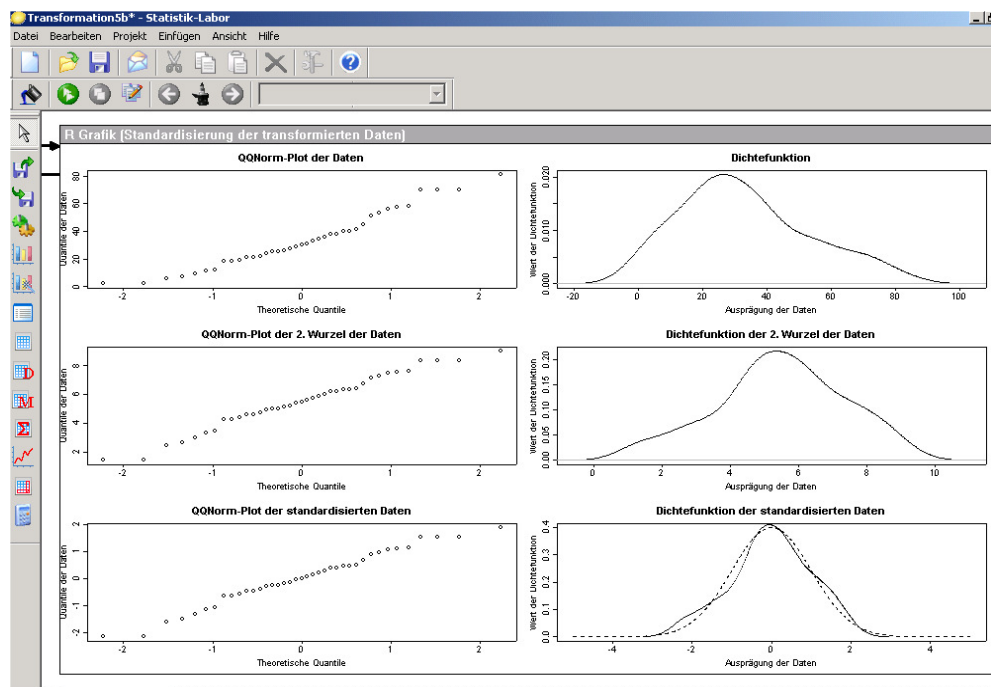 Transformation5b* - Statistik-Labor
Datei Bearbeiten Projekt Einfügen Ansicht Hilfe
R Grafik (Standardisierung der transformierten Daten)
QQNorm-Plot der Daten
Quantile der Daten
0 20 40 60 80
-2 -1 0 1 2
Theoretische Quantile
Dichtefunktion
Wert der Dichtefunktion
0.000 0.010 0.020
-20 0 20 40 60 80 100
Ausprägung der Daten
QQNorm-Plot der 2. Wurzel der Daten
Quantile der Daten
2 4 6 8
-2 -1 0 1 2
Theoretische Quantile
Dichtefunktion der 2. Wurzel der Daten
Wert der Dichtefunktion
0.00 0.05 0.10 0.15 0.20
0 2 4 6 8 10
Ausprägung der Daten
QQNorm-Plot der standardisierten Daten
Quantile der Daten
-2 -1 0 1 2
-2 -1 0 1 2
Theoretische Quantile
Dichtefunktion der standardisierten Daten
Wert der Dichtefunktion
0.0 0.1 0.2 0.3 0.4
-4 -2 0 2 4
Ausprägung der Daten
D
M
Σ